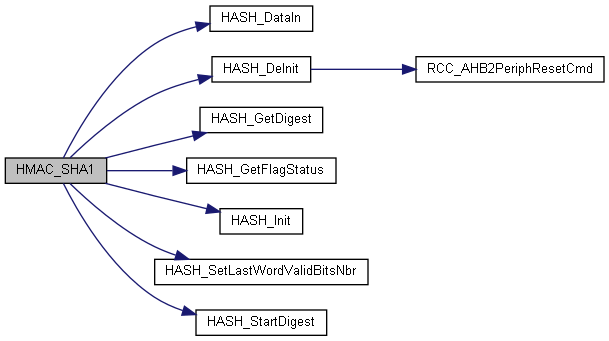 HASH_DataIn
HASH_DeInit
RCC_AHB2PeriphResetCmd
HASH_GetDigest
HMAC_SHA1
HASH_GetFlagStatus
HASH_Init
HASH_SetLastWordValidBitsNbr
HASH_StartDigest